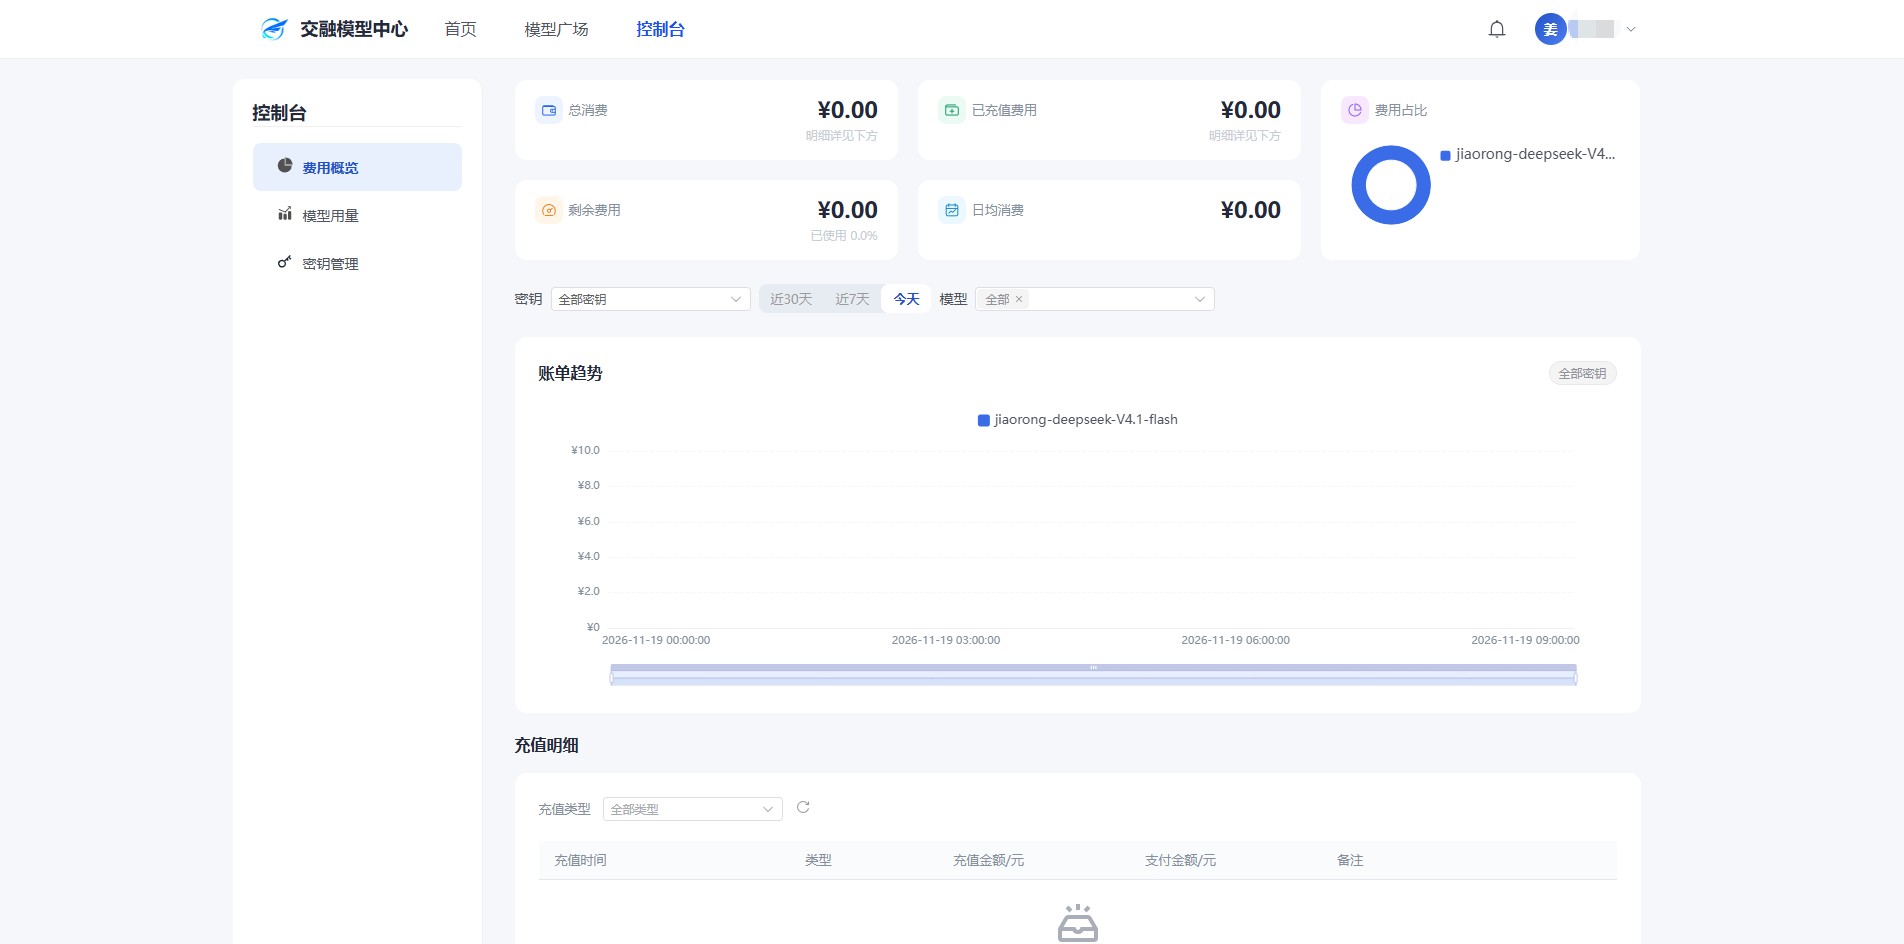 交融模型中心
首页
模型广场
控制台
姜
控制台
费用概览
模型用量
密钥管理
总消费
¥0.00
明细详见下方
已充值费用
¥0.00
明细详见下方
费用占比
jiaorong-deepseek-V4...
剩余费用
¥0.00
已使用 0.0%
日均消费
¥0.00
密钥
全部密钥
近30天
近7天
今天
模型
全部 ×
账单趋势
全部密钥
jiaorong-deepseek-V4.1-flash
¥10.0
¥8.0
¥6.0
¥4.0
¥2.0
¥0
2026-11-19 00:00:00
2026-11-19 03:00:00
2026-11-19 06:00:00
2026-11-19 09:00:00
充值明细
充值类型
全部类型
充值时间
类型
充值金额/元
支付金额/元
备注